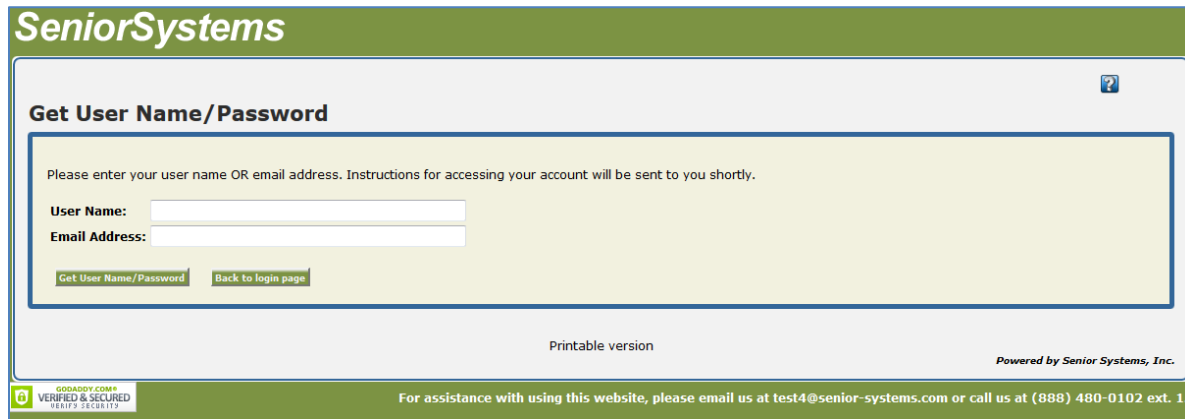 SeniorSystems
?
Get User Name/Password
Please enter your user name OR email address. Instructions for accessing your account will be sent to you shortly.
User Name:
Email Address:
Get User Name/Password Back to login page
Printable version
Powered by Senior Systems, Inc.
GODADDY.COM®
VERIFIED & SECURED
VERIFY SECURITY
For assistance with using this website, please email us at test4@senior-systems.com or call us at (888) 480-0102 ext. 1